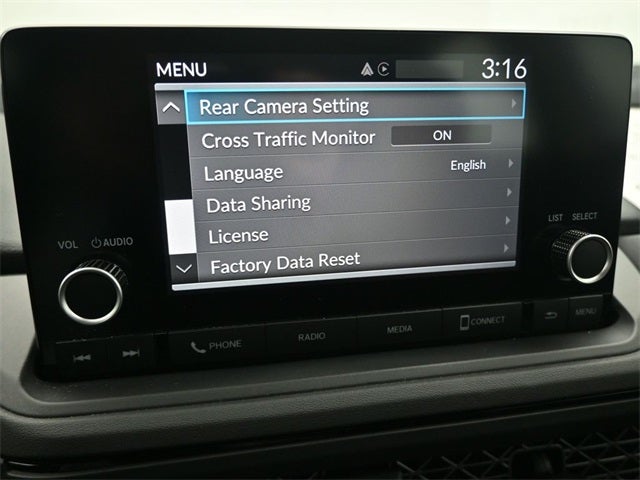 MENU 3:16
Rear Camera Setting
Cross Traffic Monitor ON
Language English
Data Sharing
License
Factory Data Reset
VOL AUDIO
LIST SELECT
PHONE RADIO MEDIA CONNECT MENU